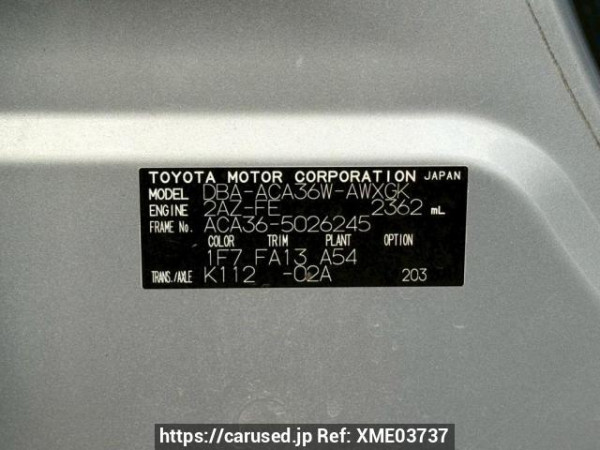 TOYOTA MOTOR CORPORATION JAPAN
MODEL DBA-ACA36W-AWXGK
ENGINE 2AZ-FE 2362 mL
FRAME No. ACA36-5026245
COLOR TRIM PLANT OPTION
1F7 FA13 A54
TRANS./AXLE K112 -02A 203
https://carused.jp Ref: XME03737